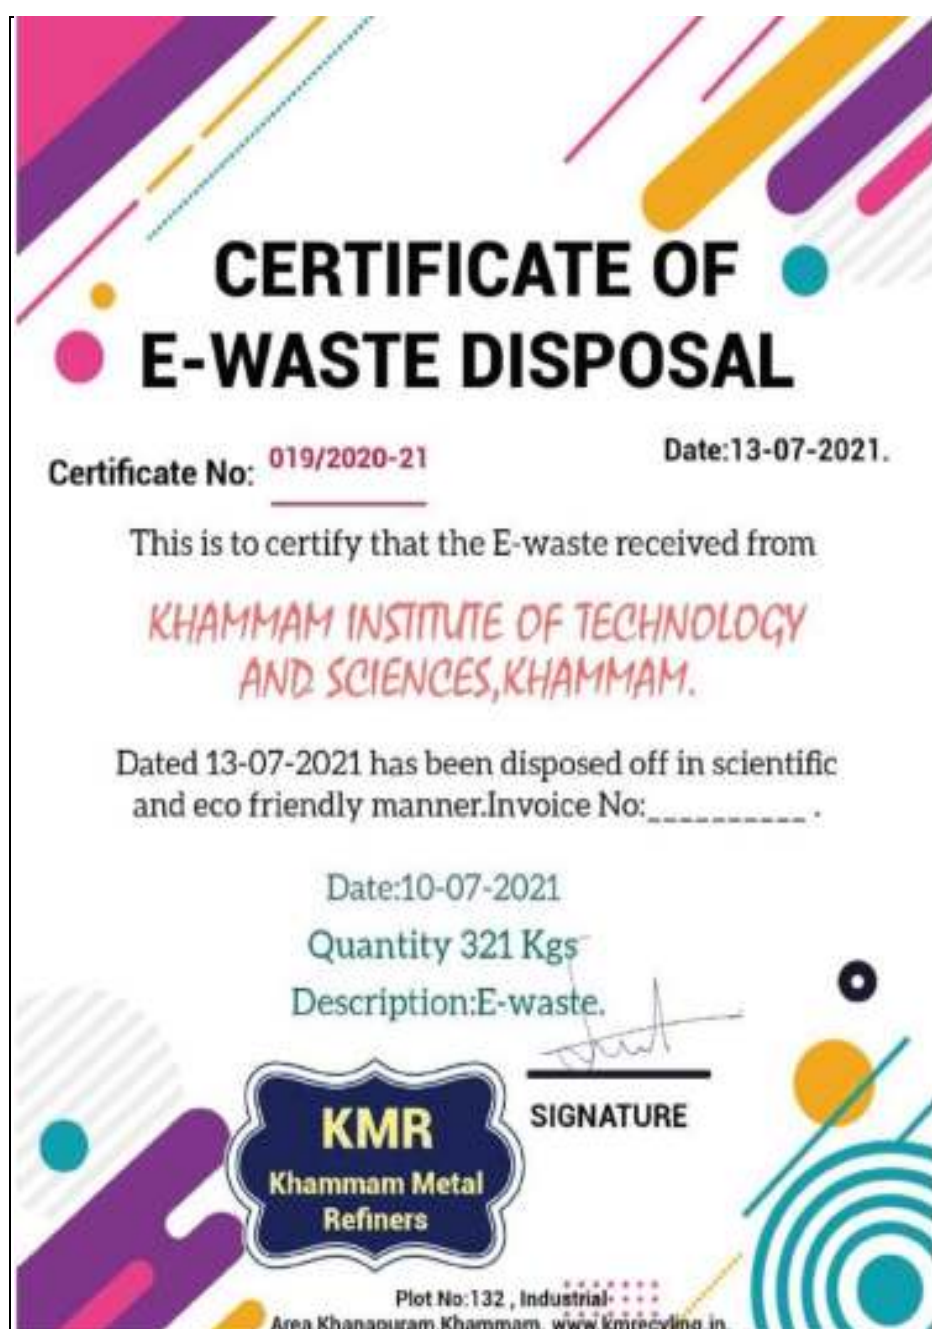 CERTIFICATE OF
E-WASTE DISPOSAL
Certificate No: 019/2020-21
Date:13-07-2021.
This is to certify that the E-waste received from
KHAMMAM INSTITUTE OF TECHNOLOGY
AND SCIENCES,KHAMMAM.
Dated 13-07-2021 has been disposed off in scientific
and eco friendly manner.Invoice No:__________ .
Date:10-07-2021
Quantity 321 Kgs
Description:E-waste.
SIGNATURE
KMR
Khammam Metal
Refiners
Plot No:132 , Industrial
Area Khanapuram Khammam, www.kmrecyling.in.